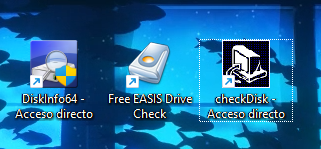 DiskInfo64 -
Acceso directo
Free EASIS Drive
Check
checkDisk -
Acceso directo